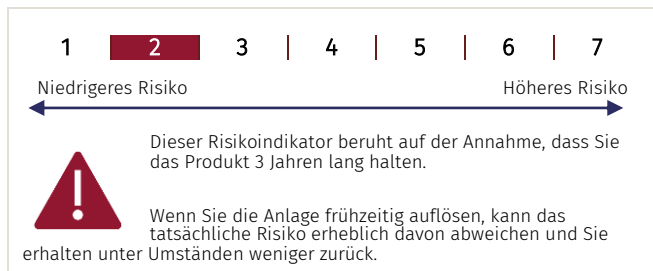 1 2 3 4 5 6 7
Niedrigeres Risiko Höheres Risiko
Dieser Risikoindikator beruht auf der Annahme, dass Sie
das Produkt 3 Jahren lang halten.
Wenn Sie die Anlage frühzeitig auflösen, kann das
tatsächliche Risiko erheblich davon abweichen und Sie
erhalten unter Umständen weniger zurück.